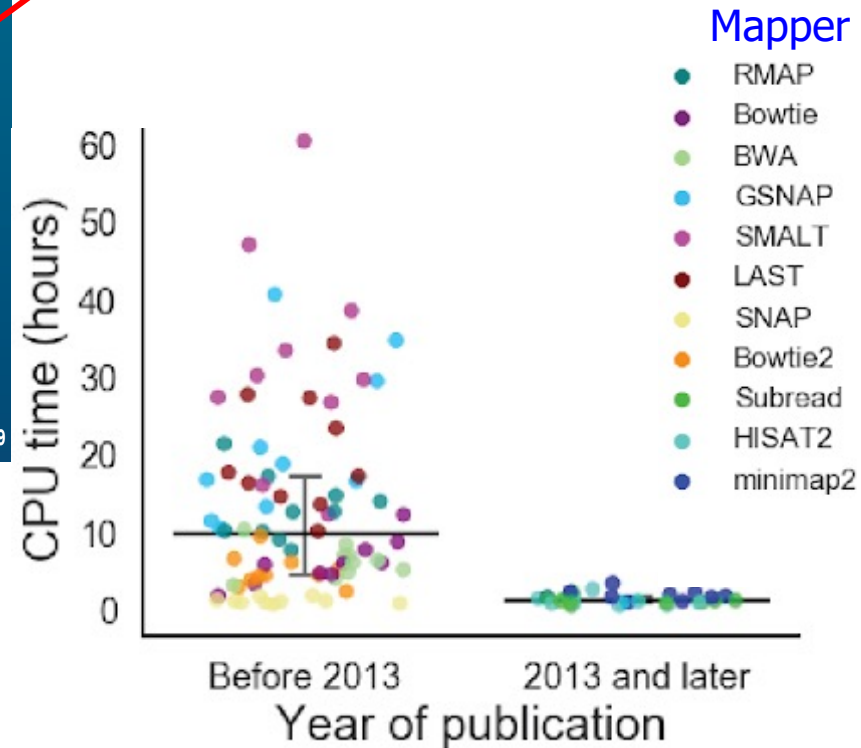 Mapper
RMAP
Bowtie
BWA
GSNAP
SMALT
LAST
SNAP
Bowtie2
Subread
HISAT2
minimap2
CPU time (hours)
60
50
40
30
20
10
0
9
Before 2013
2013 and later
Year of publication